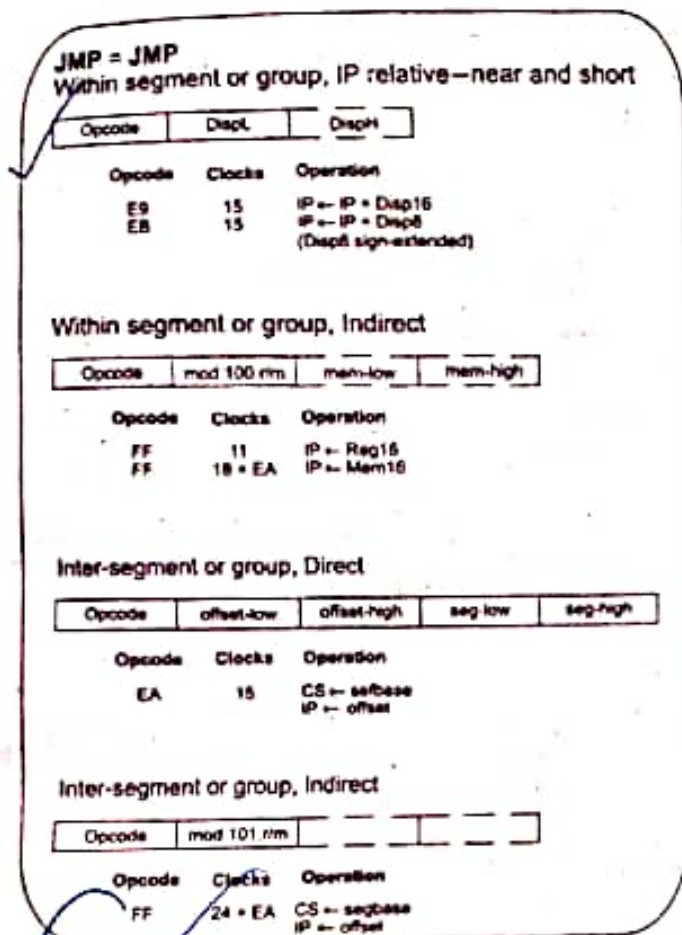 JMP = JMP
Within segment or group, IP relative—near and short
Opcode DispL DispH
Opcode Clocks Operation
E9 15 IP ← IP + Disp16
EB 15 IP ← IP + Disp8
(Disp8 sign-extended)
Within segment or group, Indirect
Opcode mod 100 r/m mem-low mem-high
Opcode Clocks Operation
FF 11 IP ← Reg16
FF 18 + EA IP ← Mem16
Inter-segment or group, Direct
Opcode offset-low offset-high seg-low seg-high
Opcode Clocks Operation
EA 15 CS ← sefbase
IP ← offset
Inter-segment or group, Indirect
Opcode mod 101 r/m
Opcode Clocks Operation
FF 24 + EA CS ← segbase
IP ← offset